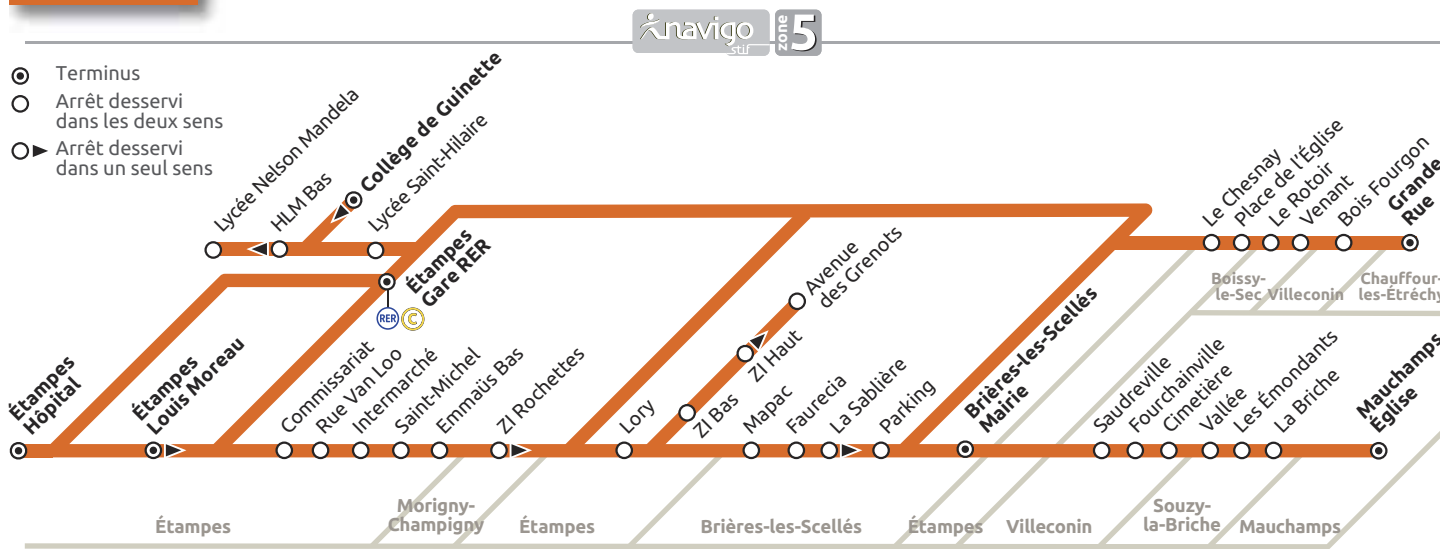 navigo
stif
zone
5
Terminus
Arrêt desservi
dans les deux sens
Arrêt desservi
dans un seul sens
Lycée Nelson Mandela
HLM Bas
Collège de Guinette
Lycée Saint-Hilaire
Étampes
Gare RER
RER
C
Étampes
Hôpital
Étampes
Louis Moreau
Commissariat
Rue Van Loo
Intermarché
Saint-Michel
Emmaüs Bas
ZI Rochettes
Lory
ZI Bas
ZI Haut
Avenue
des Grenots
Mapac
Faurecia
La Sablière
Parking
Brières-les-Scellés
Mairie
Saudreville
Fourchainville
Cimetière
Vallée
Les Émondants
La Briche
Mauchamps
Église
Le Chesnay
Place de l'Église
Le Rotoir
Venant
Bois Fourgon
Grande
Rue
Boissy-
le-Sec
Villeconin
Chauffour-
les-Étréchy
Étampes
Morigny-
Champigny
Étampes
Brières-les-Scellés
Étampes
Villeconin
Souzy-
la-Briche
Mauchamps